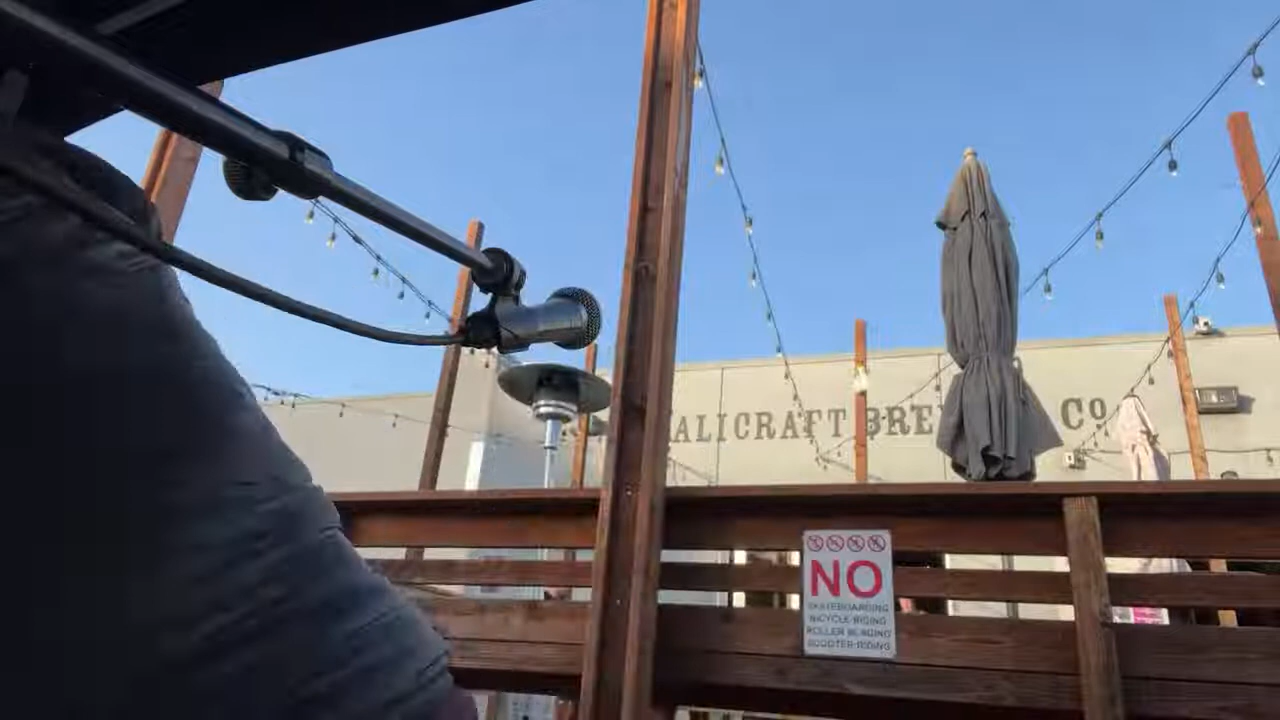 ALICRAFT BRE Co.
NO
SKATEBOARDING
BICYCLE RIDING
ROLLER BLADING
SCOOTER RIDING